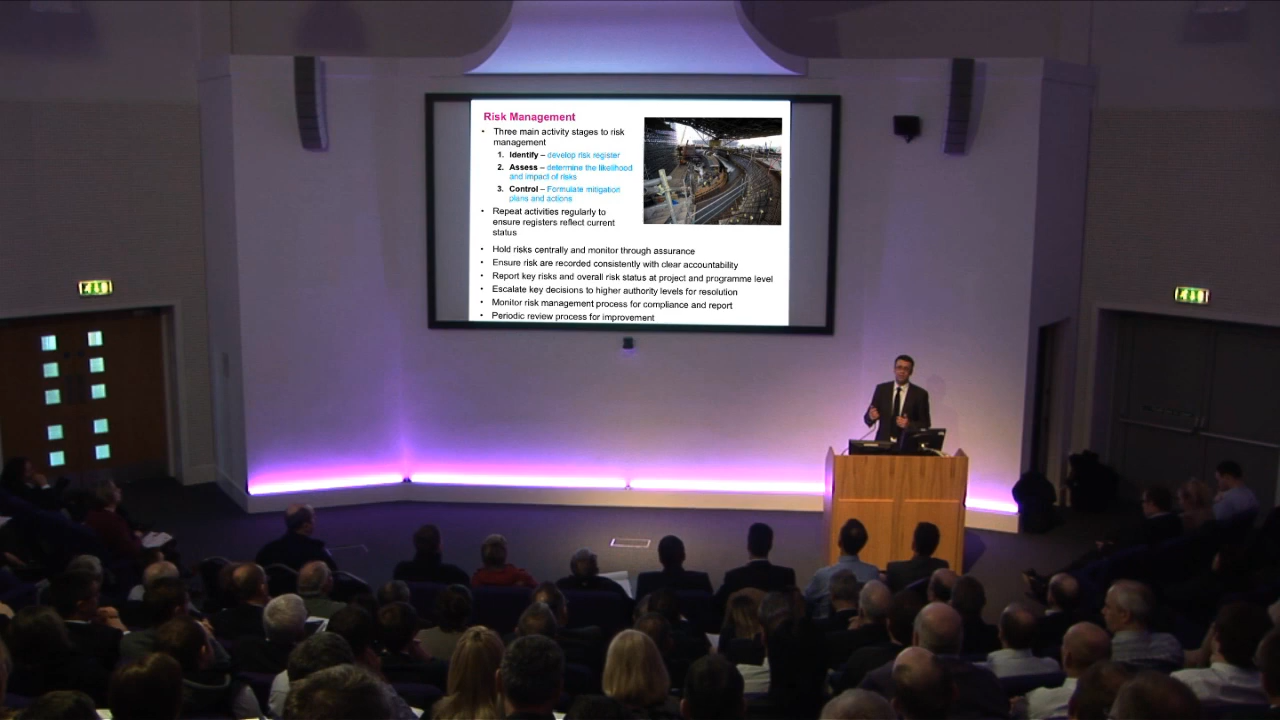 Risk Management
• Three main activity stages to risk
management
1. Identify – develop risk register
2. Assess – determine the likelihood
and impact of risks
3. Control – Formulate mitigation
plans and actions
• Repeat activities regularly to
ensure registers reflect current
status
• Hold risks centrally and monitor through assurance
• Ensure risk are recorded consistently with clear accountability
• Report key risks and overall risk status at project and programme level
• Escalate key decisions to higher authority levels for resolution
• Monitor risk management process for compliance and report
• Periodic review process for improvement